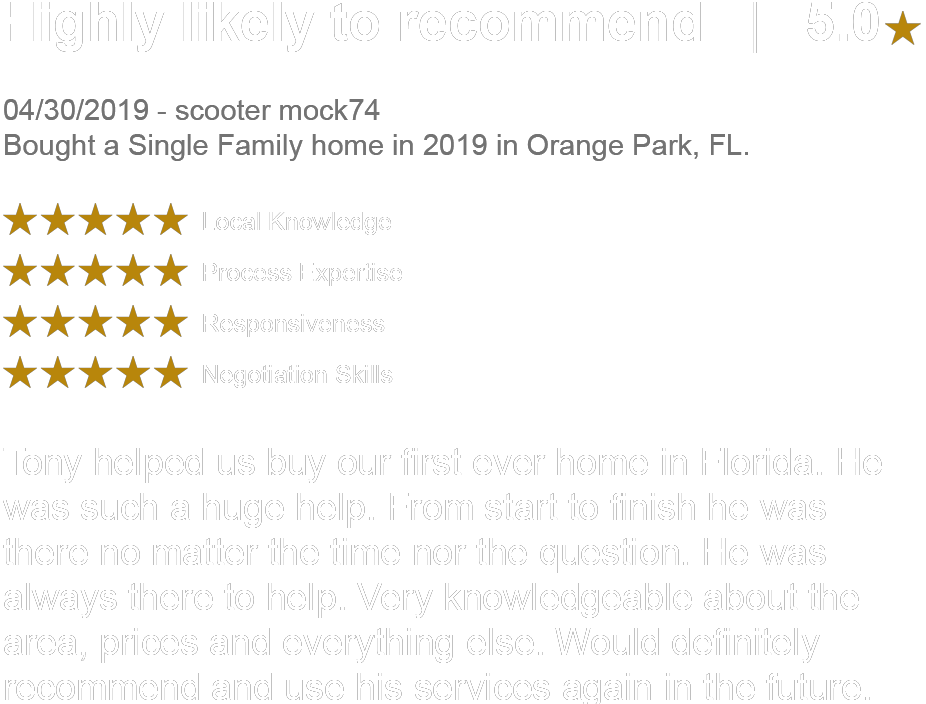 Highly likely to recommend | 5.0★
04/30/2019 - scooter mock74
Bought a Single Family home in 2019 in Orange Park, FL.
★★★★★ Local Knowledge
★★★★★ Process Expertise
★★★★★ Responsiveness
★★★★★ Negotiation Skills
Tony helped us buy our first ever home in Florida. He
was such a huge help. From start to finish he was
there no matter the time nor the question. He was
always there to help. Very knowledgeable about the
area, prices and everything else. Would definitely
recommend and use his services again in the future.